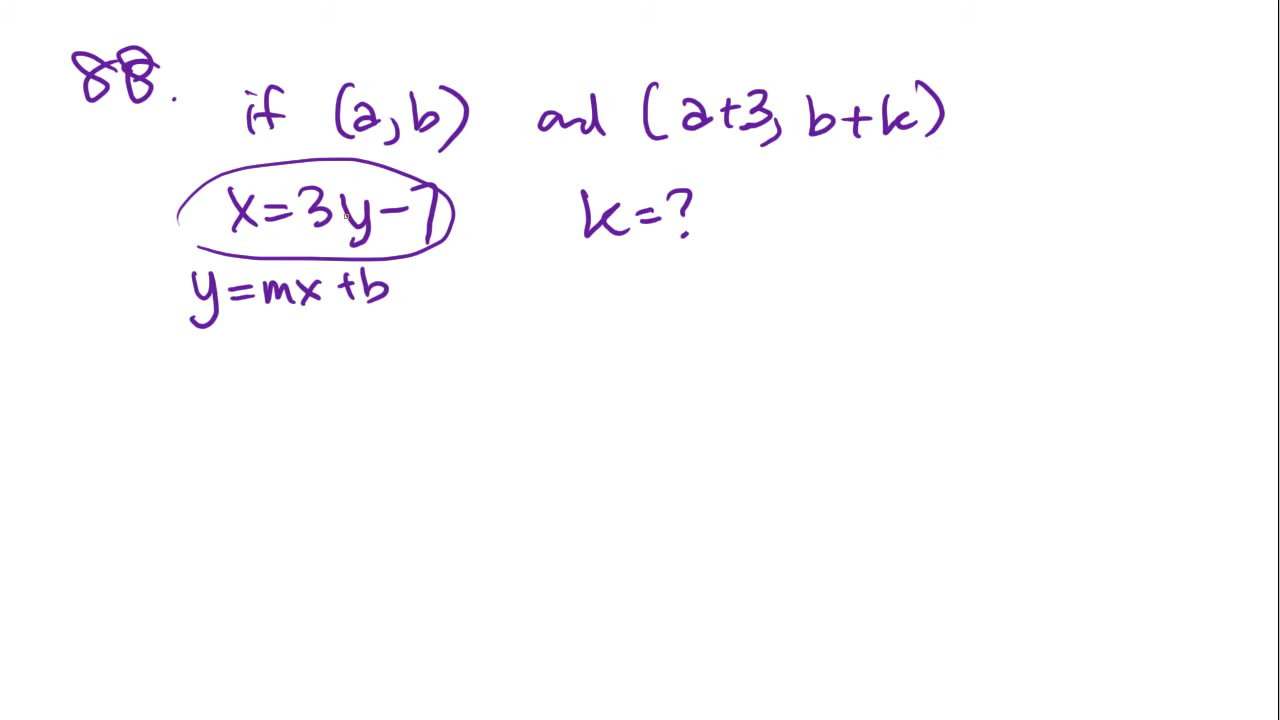 88. if (a, b) and (a+3, b+k)
x=3y-7 k=?
y=mx+b